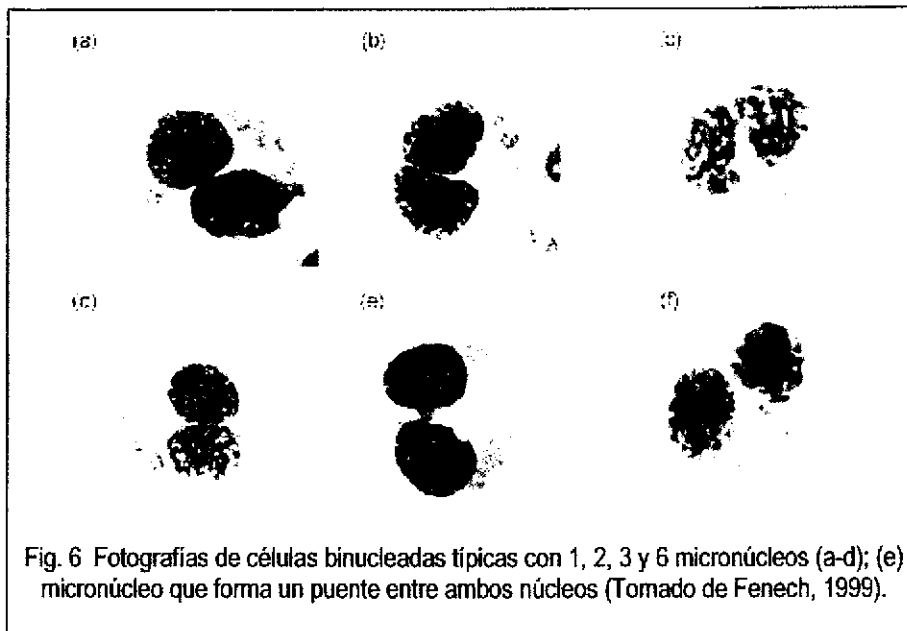 (a) (b) (c)
(c) (e) (f)
Fig. 6 Fotografías de células binucleadas típicas con 1, 2, 3 y 6 micronúcleos (a-d); (e)
micronúcleo que forma un puente entre ambos núcleos (Tomado de Fenech, 1999).